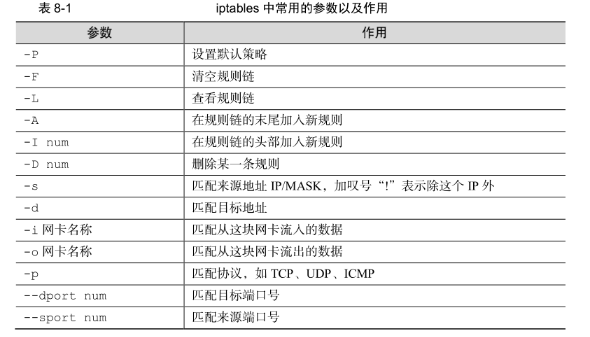 表 8-1 iptables 中常用的参数以及作用
参数 作用
-P 设置默认策略
-F 清空规则链
-L 查看规则链
-A 在规则链的末尾加入新规则
-I num 在规则链的头部加入新规则
-D num 删除某一条规则
-s 匹配来源地址 IP/MASK，加叹号“!”表示除这个 IP 外
-d 匹配目标地址
-i 网卡名称 匹配从这块网卡流入的数据
-o 网卡名称 匹配从这块网卡流出的数据
-p 匹配协议，如 TCP、UDP、ICMP
--dport num 匹配目标端口号
--sport num 匹配来源端口号